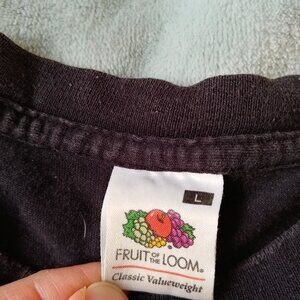 L
FRUIT OF THE LOOM®
Classic Valueweight